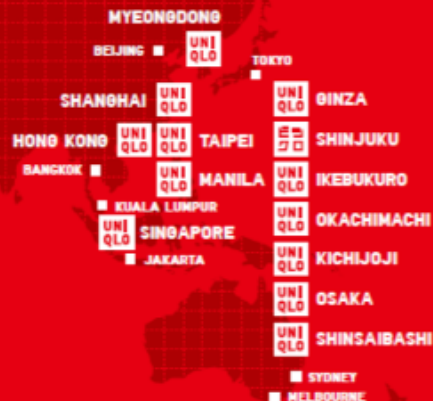 MYEONGDONG
BEIJING
UNI
QLO
TOKYO
SHANGHAI
UNI
QLO
UNI
QLO
GINZA
HONG KONG
UNI
QLO
UNI
QLO
TAIPEI
SHINJUKU
BANGKOK
UNI
QLO
MANILA
UNI
QLO
IKEBUKURO
KUALA LUMPUR
UNI
QLO
OKACHIMACHI
UNI
QLO
SINGAPORE
UNI
QLO
KICHIJOJI
JAKARTA
UNI
QLO
OSAKA
UNI
QLO
SHINSAIBASHI
SYDNEY
MELBOURNE